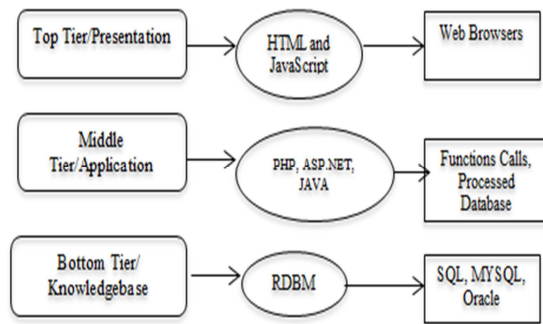 Top Tier/Presentation
HTML and
JavaScript
Web Browsers
Middle
Tier/Application
PHP, ASP.NET,
JAVA
Functions Calls,
Processed
Database
Bottom Tier/
Knowledgebase
RDBM
SQL, MYSQL,
Oracle